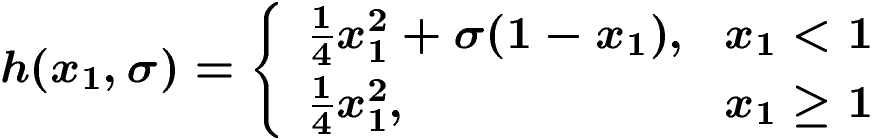 h(x₁, σ) = { ¼x₁² + σ(1 − x₁), x₁ < 1
¼x₁², x₁ ≥ 1